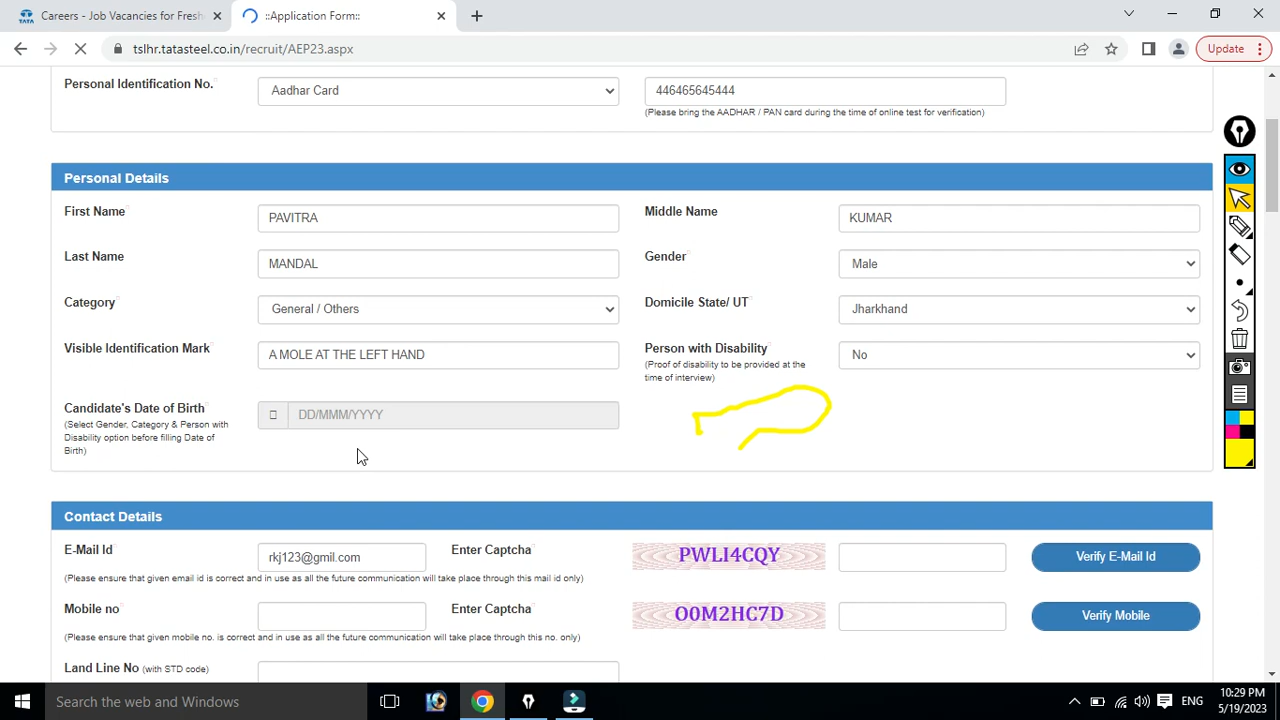 Careers - Job Vacancies for Fresh
::Application Form::
tslhr.tatasteel.co.in/recruit/AEP23.aspx
Update
Personal Identification No.
Aadhar Card
446465645444
(Please bring the AADHAR / PAN card during the time of online test for verification)
Personal Details
First Name
PAVITRA
Middle Name
KUMAR
Last Name
MANDAL
Gender
Male
Category
General / Others
Domicile State/ UT
Jharkhand
Visible Identification Mark
A MOLE AT THE LEFT HAND
Person with Disability
(Proof of disability to be provided at the
time of interview)
No
Candidate's Date of Birth
(Select Gender, Category & Person with
Disability option before filling Date of
Birth)
DD/MMM/YYYY
Contact Details
E-Mail Id
rkj123@gmil.com
Enter Captcha
PWLI4CQY
Verify E-Mail Id
(Please ensure that given email id is correct and in use as all the future communication will take place through this mail id only)
Mobile no
Enter Captcha
O0M2HC7D
Verify Mobile
(Please ensure that given mobile no. is correct and in use as all the future communication will take place through this no. only)
Land Line No (with STD code)
Search the web and Windows
ENG
10:29 PM
5/19/2023